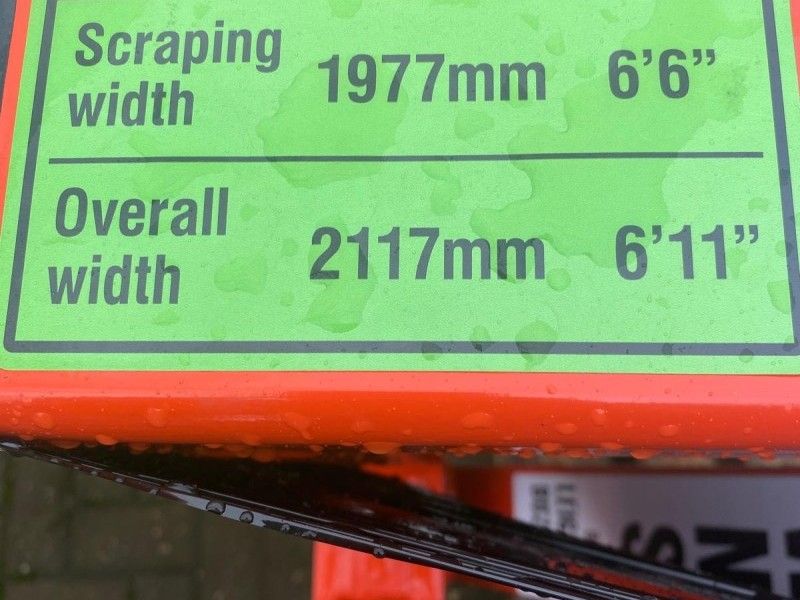 Scraping
width 1977mm 6’6”
Overall
width 2117mm 6’11”